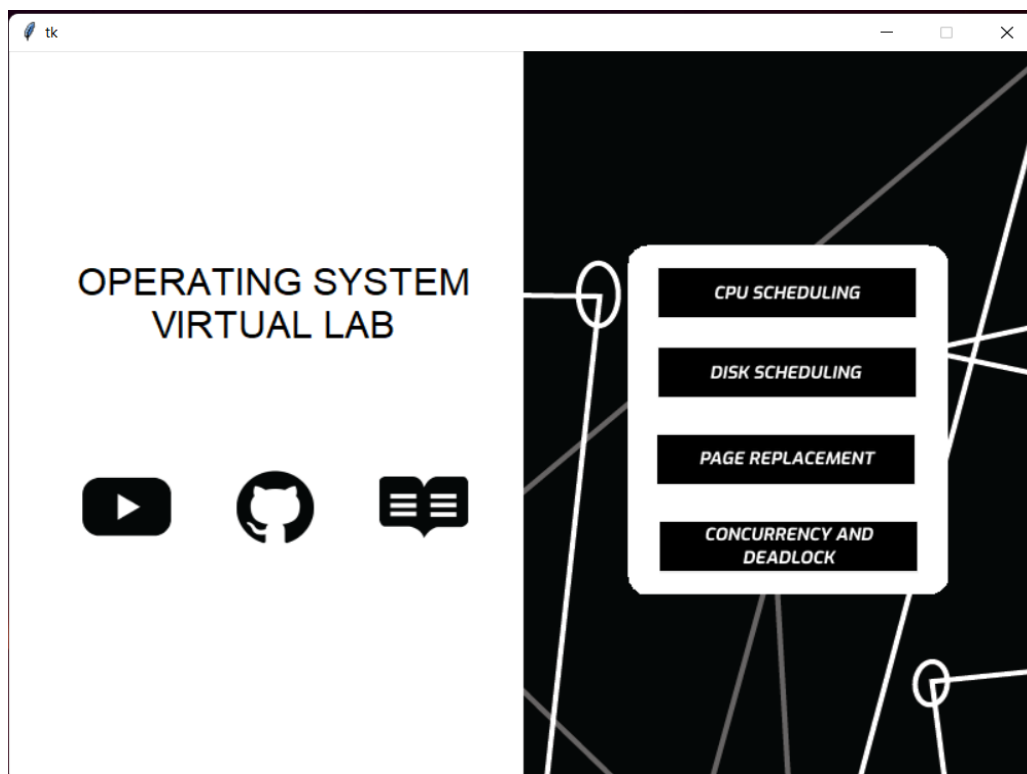 tk
OPERATING SYSTEM
VIRTUAL LAB
CPU SCHEDULING
DISK SCHEDULING
PAGE REPLACEMENT
CONCURRENCY AND
DEADLOCK